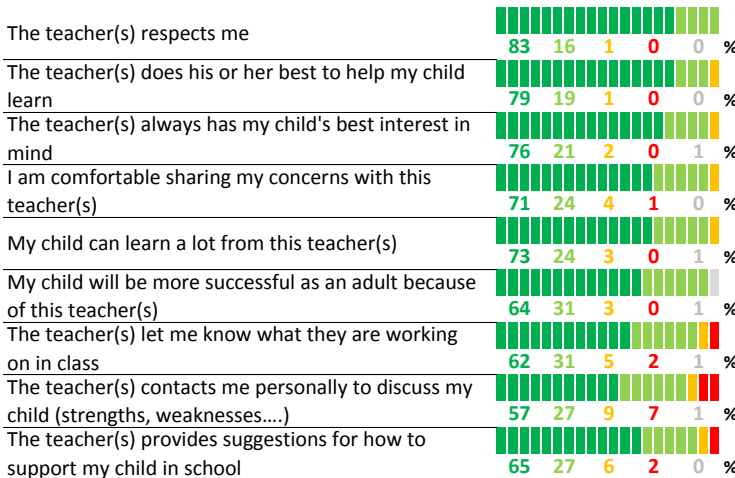 The teacher(s) respects me
83 16 1 0 0 %
The teacher(s) does his or her best to help my child
learn
79 19 1 0 0 %
The teacher(s) always has my child's best interest in
mind
76 21 2 0 1 %
I am comfortable sharing my concerns with this
teacher(s)
71 24 4 1 0 %
My child can learn a lot from this teacher(s)
73 24 3 0 1 %
My child will be more successful as an adult because
of this teacher(s)
64 31 3 0 1 %
The teacher(s) let me know what they are working
on in class
62 31 5 2 1 %
The teacher(s) contacts me personally to discuss my
child (strengths, weaknesses….)
57 27 9 7 1 %
The teacher(s) provides suggestions for how to
support my child in school
65 27 6 2 0 %